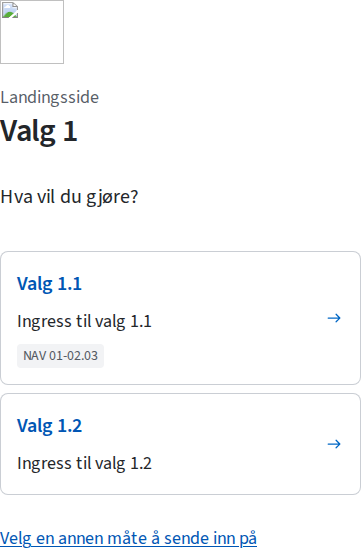 Landingsside
Valg 1
Hva vil du gjøre?
Valg 1.1
Ingress til valg 1.1
NAV 01-02.03
Valg 1.2
Ingress til valg 1.2
Velg en annen måte å sende inn på